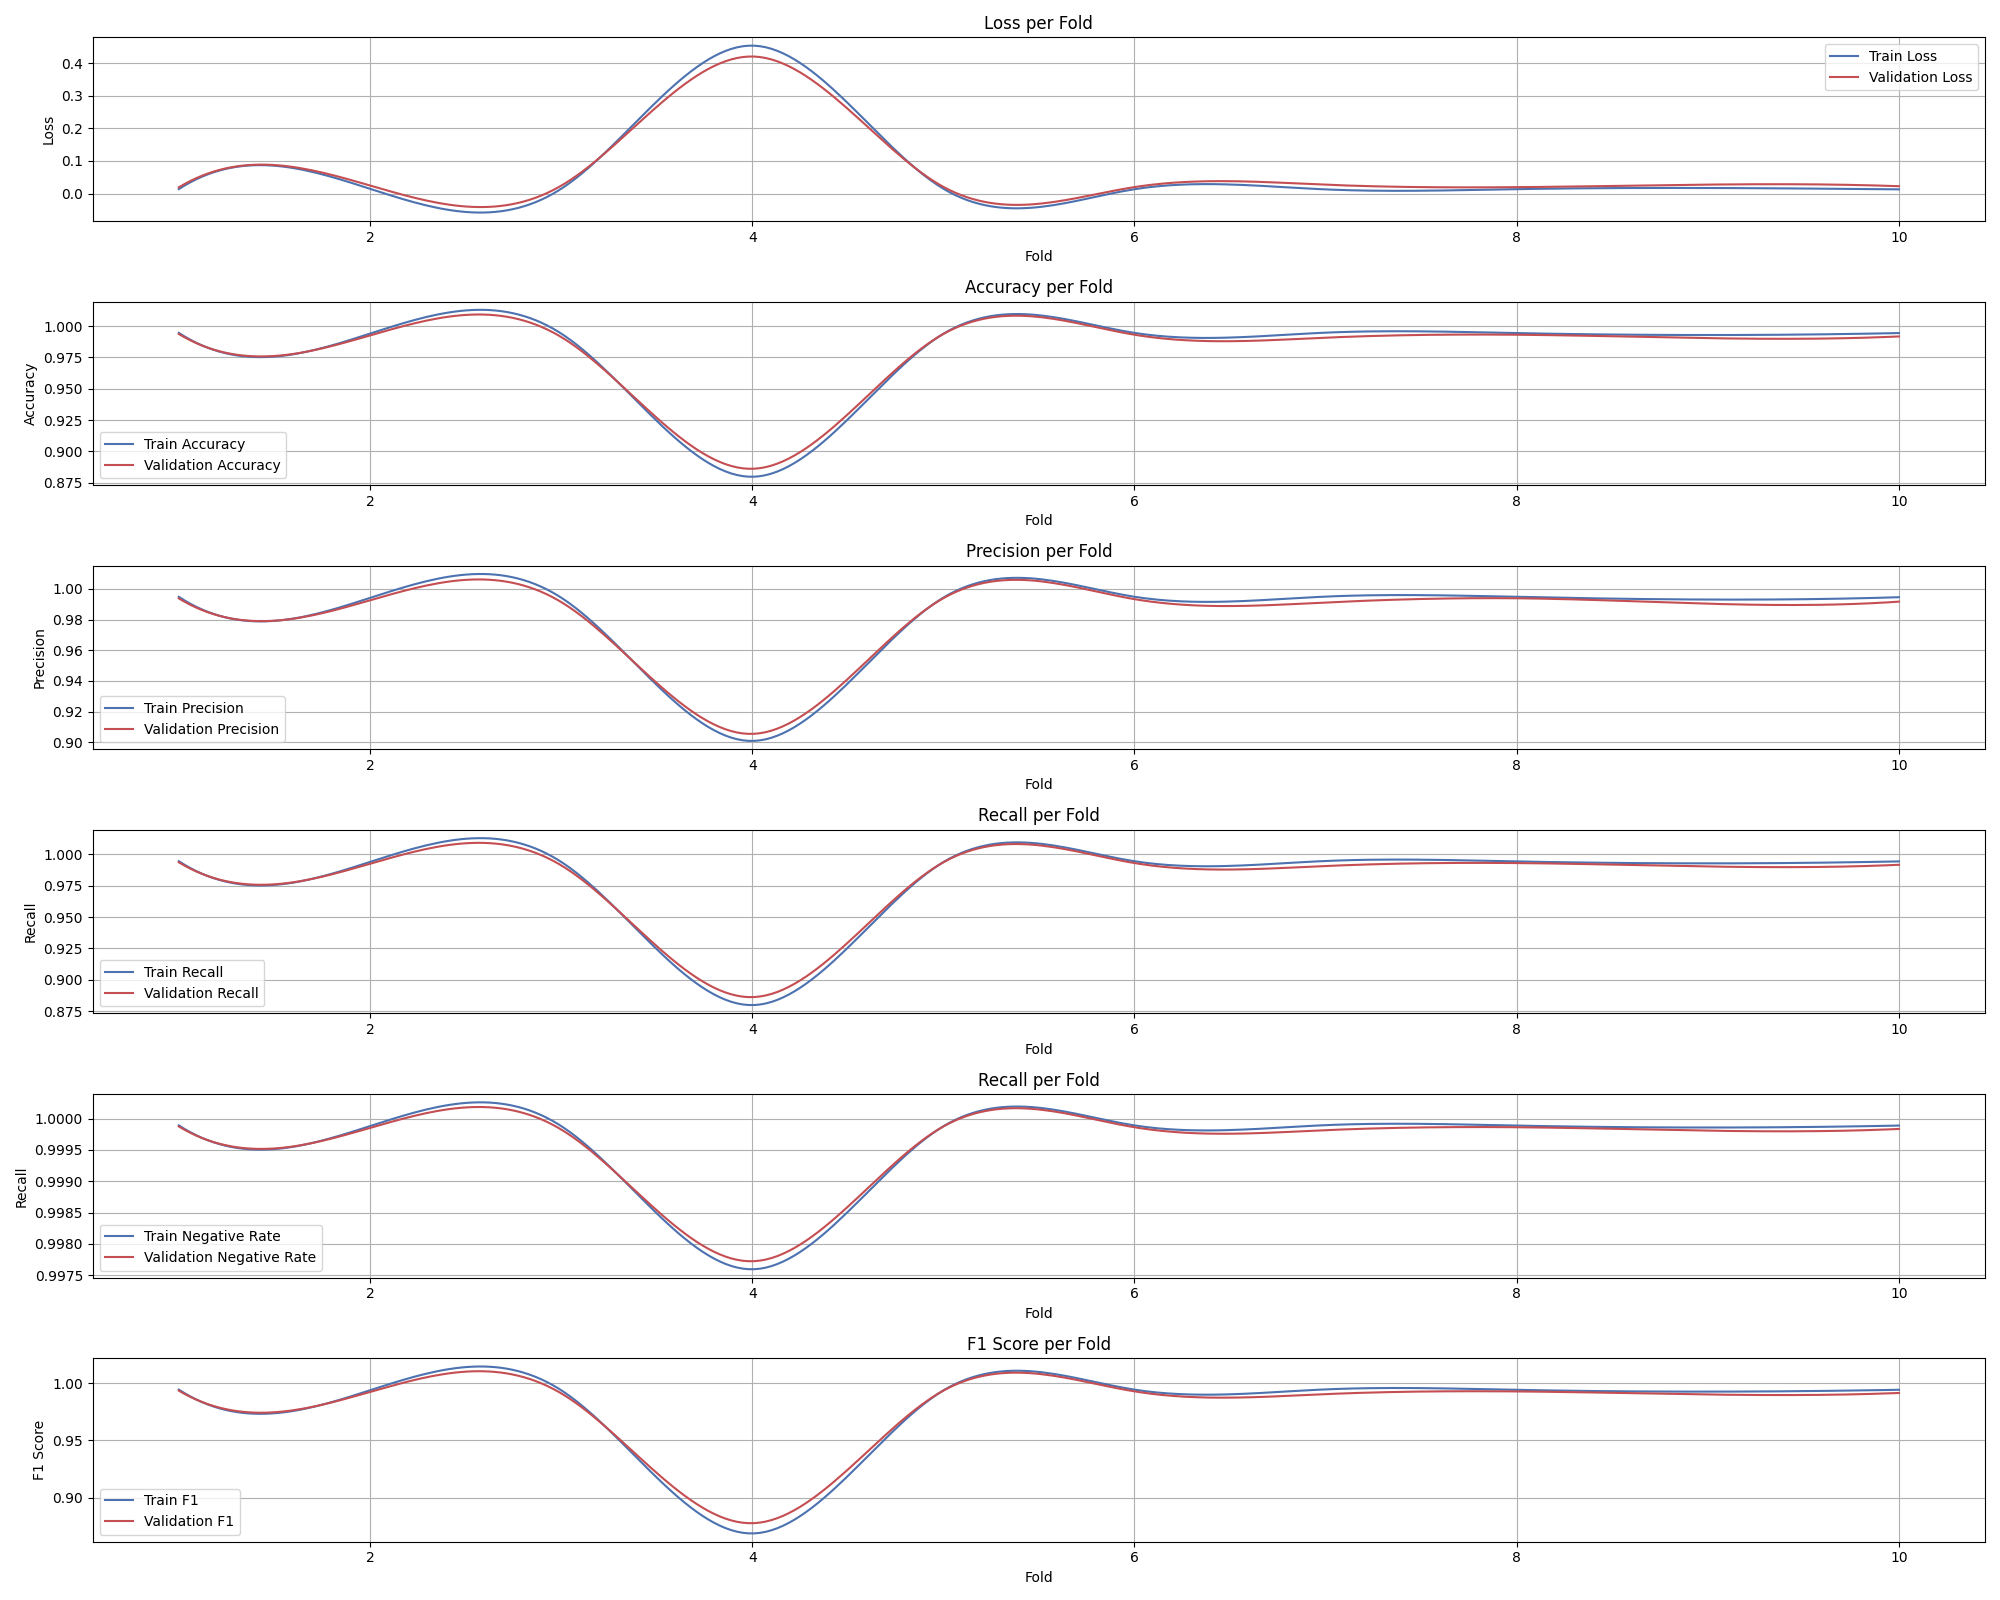 Loss per Fold
0.4
0.3
0.2
0.1
0.0
Loss
Train Loss
Validation Loss
2 4 6 8 10
Fold
Accuracy per Fold
1.000
0.975
0.950
0.925
0.900
0.875
Accuracy
Train Accuracy
Validation Accuracy
2 4 6 8 10
Fold
Precision per Fold
1.00
0.98
0.96
0.94
0.92
0.90
Precision
Train Precision
Validation Precision
2 4 6 8 10
Fold
Recall per Fold
1.000
0.975
0.950
0.925
0.900
0.875
Recall
Train Recall
Validation Recall
2 4 6 8 10
Fold
Recall per Fold
1.0000
0.9995
0.9990
0.9985
0.9980
0.9975
Recall
Train Negative Rate
Validation Negative Rate
2 4 6 8 10
Fold
F1 Score per Fold
1.00
0.95
0.90
F1 Score
Train F1
Validation F1
2 4 6 8 10
Fold